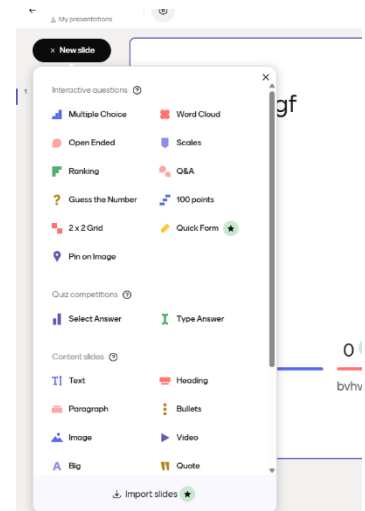 My presentations
New slide
1
gf
Interactive questions
Multiple Choice
Word Cloud
Open Ended
Scales
Ranking
Q&A
Guess the Number
100 points
2 x 2 Grid
Quick Form
Pin on Image
Quiz competitions
Select Answer
Type Answer
Content slides
0
Text
Heading
bvhv
Paragraph
Bullets
Image
Video
Big
Quote
Import slides